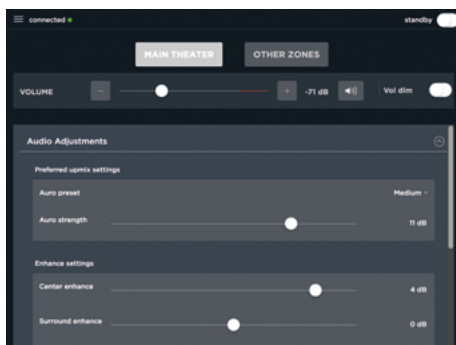 connected
standby
MAIN THEATER
OTHER ZONES
VOLUME
-71 dB
Vol dim
Audio Adjustments
Preferred upmix settings
Auro preset
Medium
Auro strength
11 dB
Enhance settings
Center enhance
4 dB
Surround enhance
0 dB